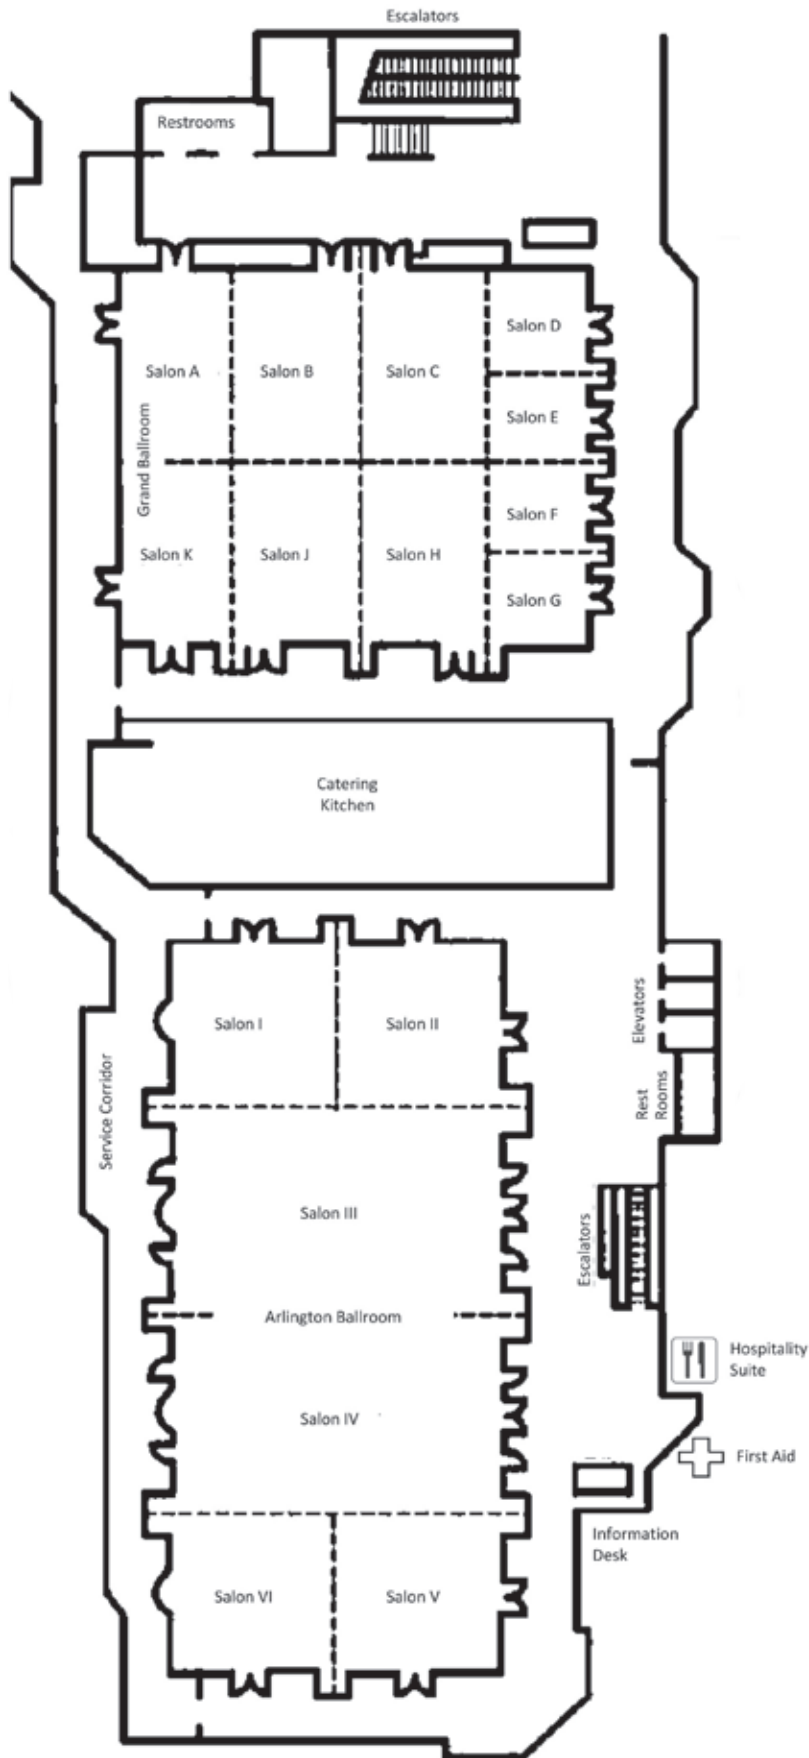 Escalators
Restrooms
Salon D
Salon A
Salon B
Salon C
Salon E
Grand Ballroom
Salon F
Salon K
Salon J
Salon H
Salon G
Catering
Kitchen
Elevators
Salon I
Salon II
Rest
Rooms
Service Corridor
Salon III
Escalators
Arlington Ballroom
Hospitality
Suite
Salon IV
First Aid
Information
Desk
Salon VI
Salon V